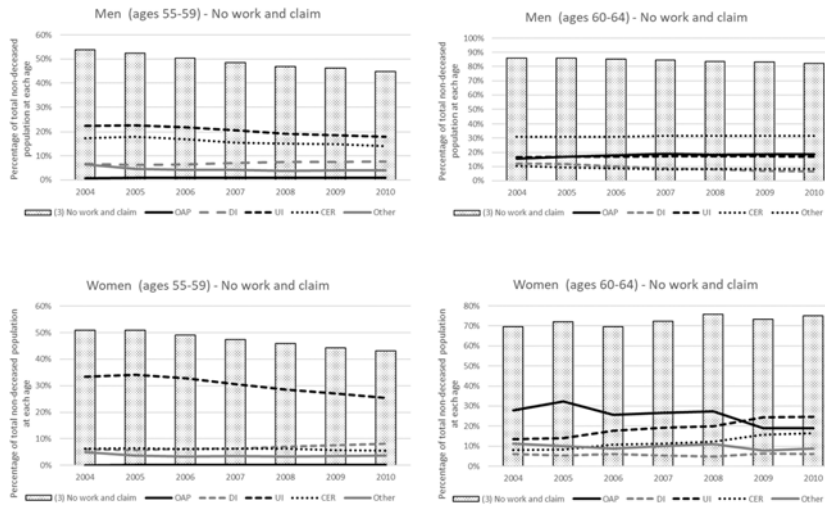 Men (ages 55-59) - No work and claim
Percentage of total non-deceased
population at each age
60%
50%
40%
30%
20%
10%
0%
2004 2005 2006 2007 2008 2009 2010
(3) No work and claim OAP DI UI CER Other
Men (ages 60-64) - No work and claim
Percentage of total non-deceased
population at each age
100%
90%
80%
70%
60%
50%
40%
30%
20%
10%
0%
2004 2005 2006 2007 2008 2009 2010
(3) No work and claim OAP DI UI CER Other
Women (ages 55-59) - No work and claim
Percentage of total non-deceased population
at each age
60%
50%
40%
30%
20%
10%
0%
2004 2005 2006 2007 2008 2009 2010
(3) No work and claim OAP DI UI CER Other
Women (ages 60-64) - No work and claim
Percentage of total non-deceased population
at each age
80%
70%
60%
50%
40%
30%
20%
10%
0%
2004 2005 2006 2007 2008 2009 2010
(3) No work and claim OAP DI UI CER Other